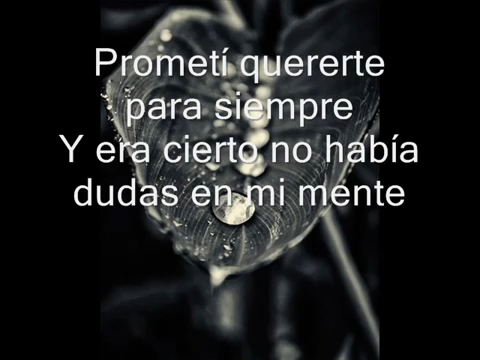 Prometí quererte
para siempre
Y era cierto no había
dudas en mi mente